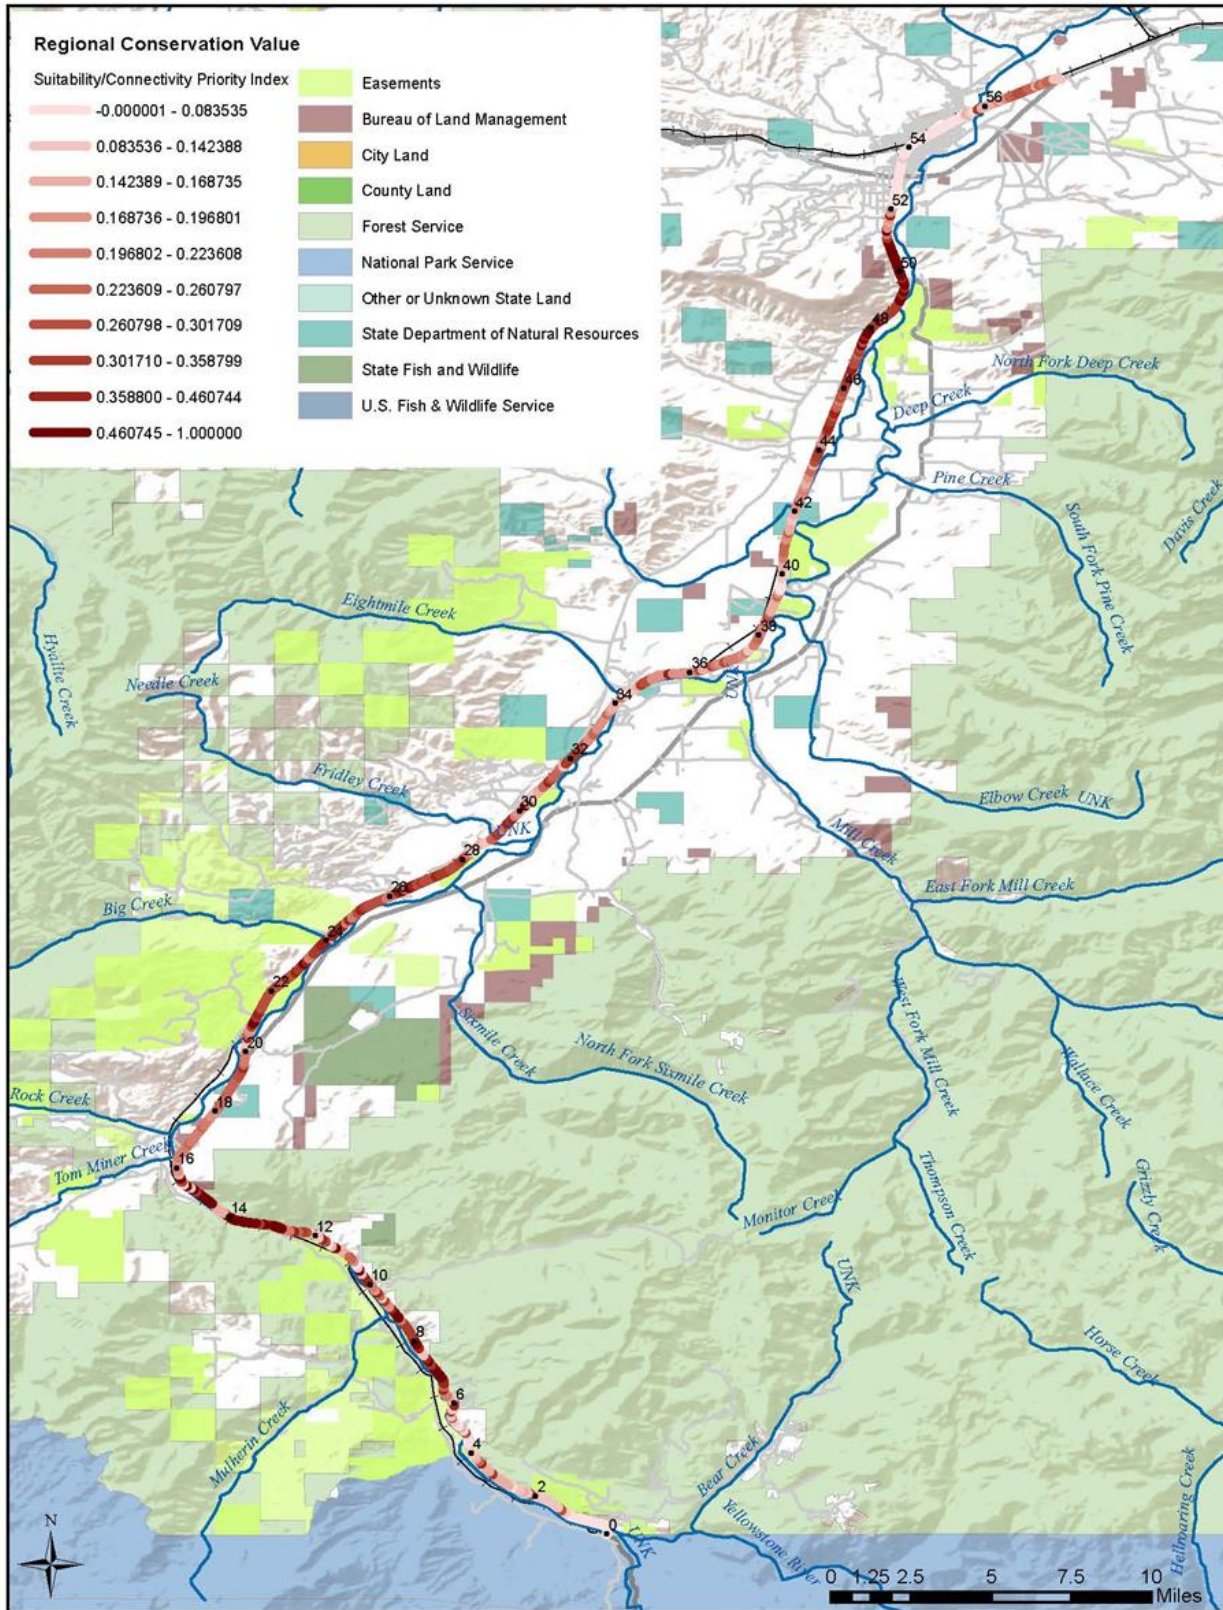 Regional Conservation Value
Suitability/Connectivity Priority Index
-0.000001 - 0.083535
0.083536 - 0.142388
0.142389 - 0.168735
0.168736 - 0.196801
0.196802 - 0.223608
0.223609 - 0.260797
0.260798 - 0.301709
0.301710 - 0.358799
0.358800 - 0.460744
0.460745 - 1.000000
Easements
Bureau of Land Management
City Land
County Land
Forest Service
National Park Service
Other or Unknown State Land
State Department of Natural Resources
State Fish and Wildlife
U.S. Fish & Wildlife Service
56
54
52
50
48
North Fork Deep Creek
46
Deep Creek
44
Pine Creek
42
South Fork Pine Creek
Davis Creek
40
Eightmile Creek
38
Hyalite Creek
36
UNK
Needle Creek
34
32
Fridley Creek
30
Elbow Creek
UNK
UNK
Mill Creek
28
26
East Fork Mill Creek
Big Creek
24
22
West Fork Mill Creek
Sixmile Creek
North Fork Sixmile Creek
20
Wallace Creek
Rock Creek
18
Tom Miner Creek
16
Thompson Creek
Grizzly Creek
14
Monitor Creek
12
UNK
10
8
Horse Creek
6
Mulherin Creek
4
Bear Creek
2
Hellroaring Creek
0
UNK
Yellowstone River
N
0 1.25 2.5 5 7.5 10
Miles